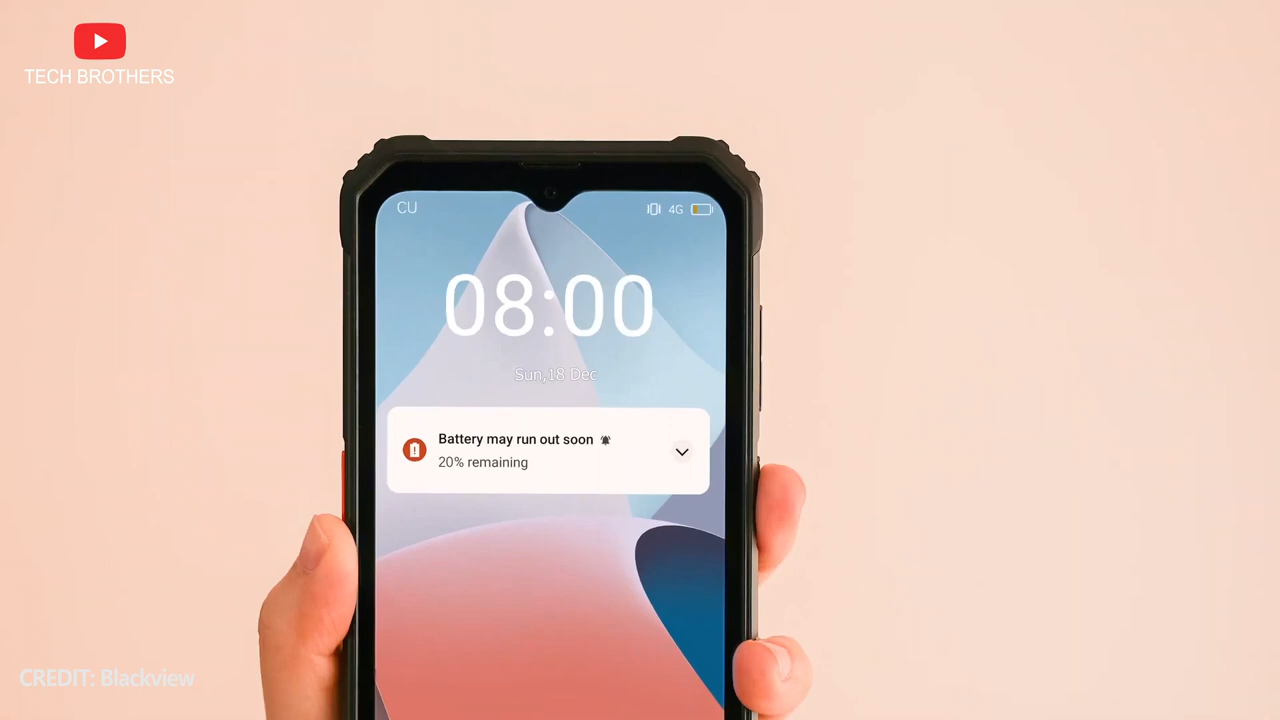 TECH BROTHERS
CU
4G
08:00
Sun,18 Dec
Battery may run out soon
20% remaining
CREDIT: Blackview